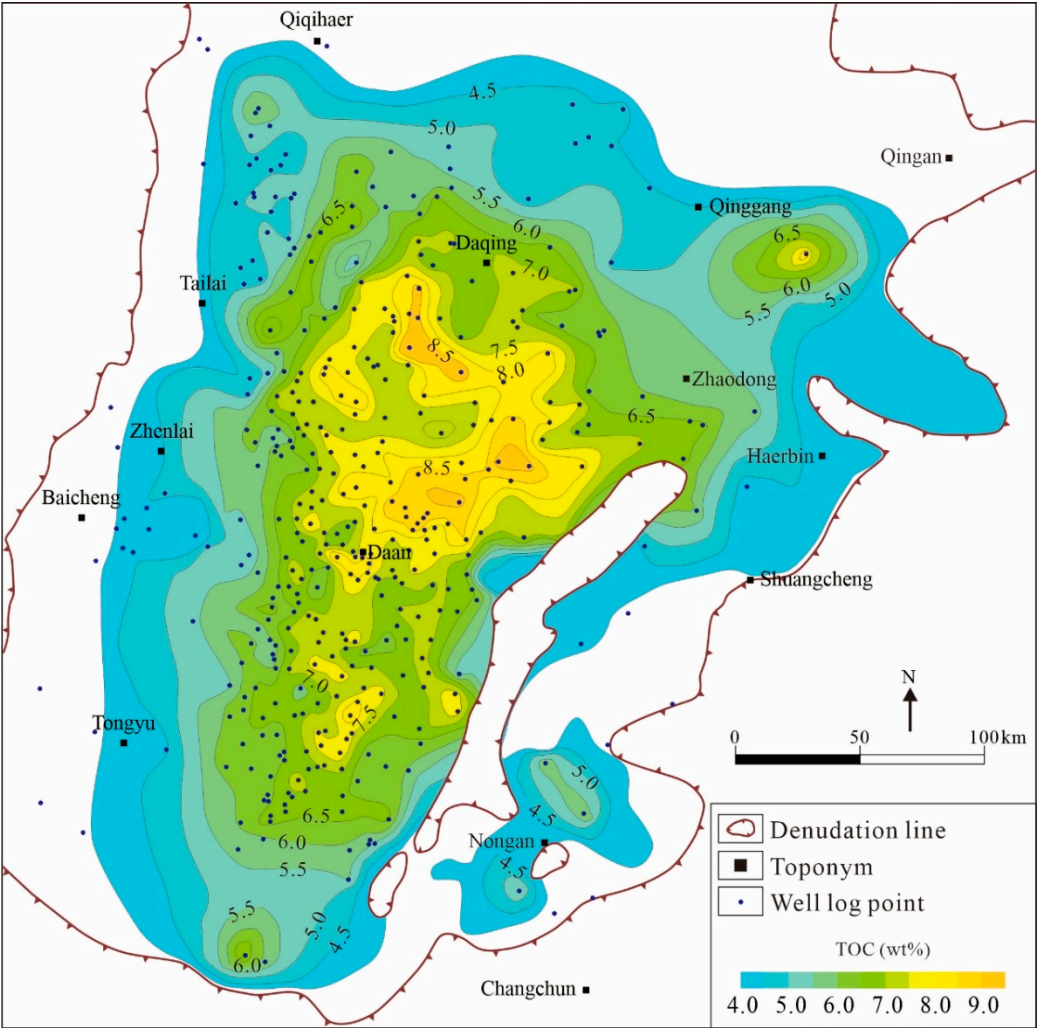 Qiqihaer
4.5
5.0
Qingan
5.5
Qinggang
6.5
6.0
6.5
Daqing
7.0
6.0
5.0
Tailai
5.5
8.5
7.5
8.0
Zhaodong
6.5
Zhenlai
8.5
Haerbin
Baicheng
Daan
Shuangcheng
7.0
N
7.5
Tongyu
0 50 100km
5.0
6.5
4.5
6.0
Nongan
Denudation line
5.5
4.5
Toponym
5.5
5.0
Well log point
4.5
6.0
TOC (wt%)
Changchun
4.0 5.0 6.0 7.0 8.0 9.0